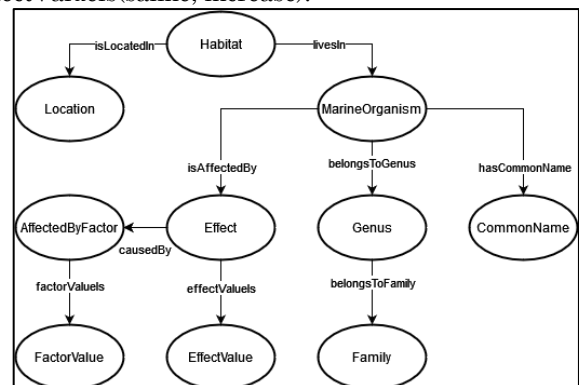 Habitat
isLocatedIn
livesIn
Location
MarineOrganism
isAffectedBy
belongsToGenus
hasCommonName
AffectedByFactor
Effect
Genus
CommonName
causedBy
factorValueIs
effectValueIs
belongsToFamily
FactorValue
EffectValue
Family